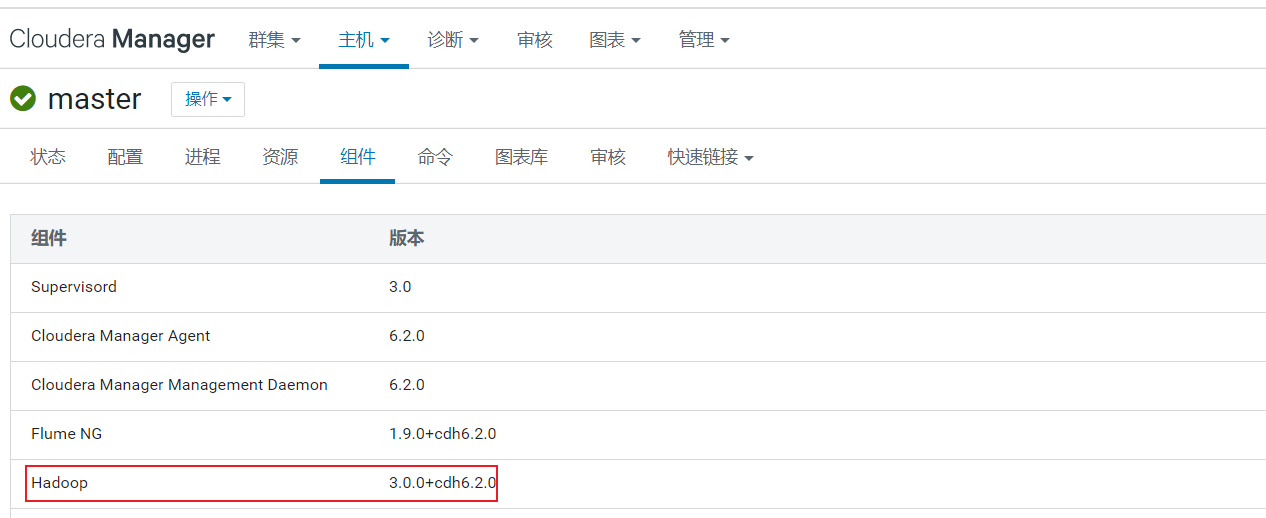 Cloudera Manager 群集 主机 诊断 审核 图表 管理
master 操作
状态 配置 进程 资源 组件 命令 图表库 审核 快速链接
组件 版本
Supervisord 3.0
Cloudera Manager Agent 6.2.0
Cloudera Manager Management Daemon 6.2.0
Flume NG 1.9.0+cdh6.2.0
Hadoop 3.0.0+cdh6.2.0